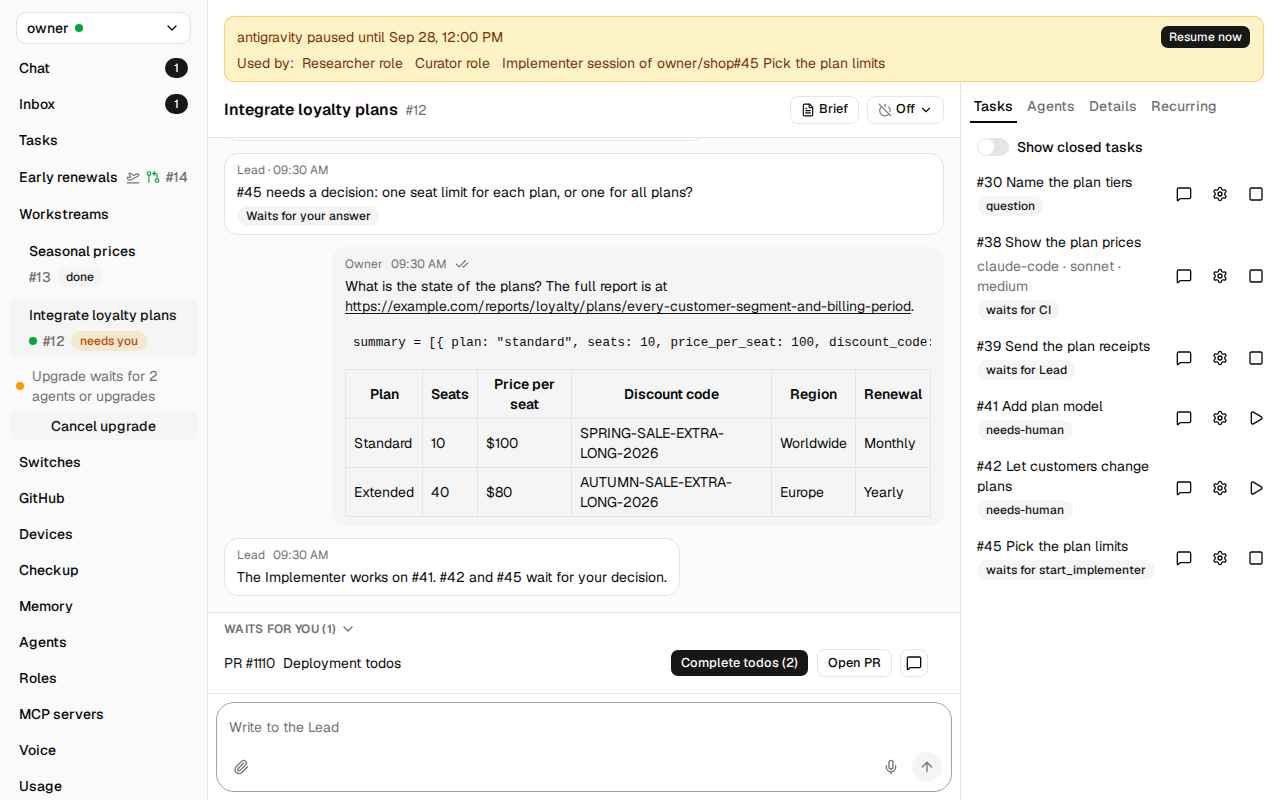 owner
Chat 1
Inbox 1
Tasks
Early renewals #14
Workstreams
Seasonal prices
#13 done
Integrate loyalty plans
#12 needs you
Upgrade waits for 2
agents or upgrades
Cancel upgrade
Switches
GitHub
Devices
Checkup
Memory
Agents
Roles
MCP servers
Voice
Usage
antigravity paused until Sep 28, 12:00 PM
Resume now
Used by: Researcher role Curator role Implementer session of owner/shop#45 Pick the plan limits
Integrate loyalty plans #12
Brief
Off
Lead · 09:30 AM
#45 needs a decision: one seat limit for each plan, or one for all plans?
Waits for your answer
Owner 09:30 AM
What is the state of the plans? The full report is at
https://example.com/reports/loyalty/plans/every-customer-segment-and-billing-period.
summary = [{ plan: "standard", seats: 10, price_per_seat: 100, discount_code:
Plan Seats Price per seat Discount code Region Renewal
Standard 10 $100 SPRING-SALE-EXTRA-LONG-2026 Worldwide Monthly
Extended 40 $80 AUTUMN-SALE-EXTRA-LONG-2026 Europe Yearly
Lead 09:30 AM
The Implementer works on #41. #42 and #45 wait for your decision.
WAITS FOR YOU (1)
PR #1110 Deployment todos
Complete todos (2)
Open PR
Write to the Lead
Tasks Agents Details Recurring
Show closed tasks
#30 Name the plan tiers
question
#38 Show the plan prices
claude-code · sonnet ·
medium
waits for CI
#39 Send the plan receipts
waits for Lead
#41 Add plan model
needs-human
#42 Let customers change
plans
needs-human
#45 Pick the plan limits
waits for start_implementer